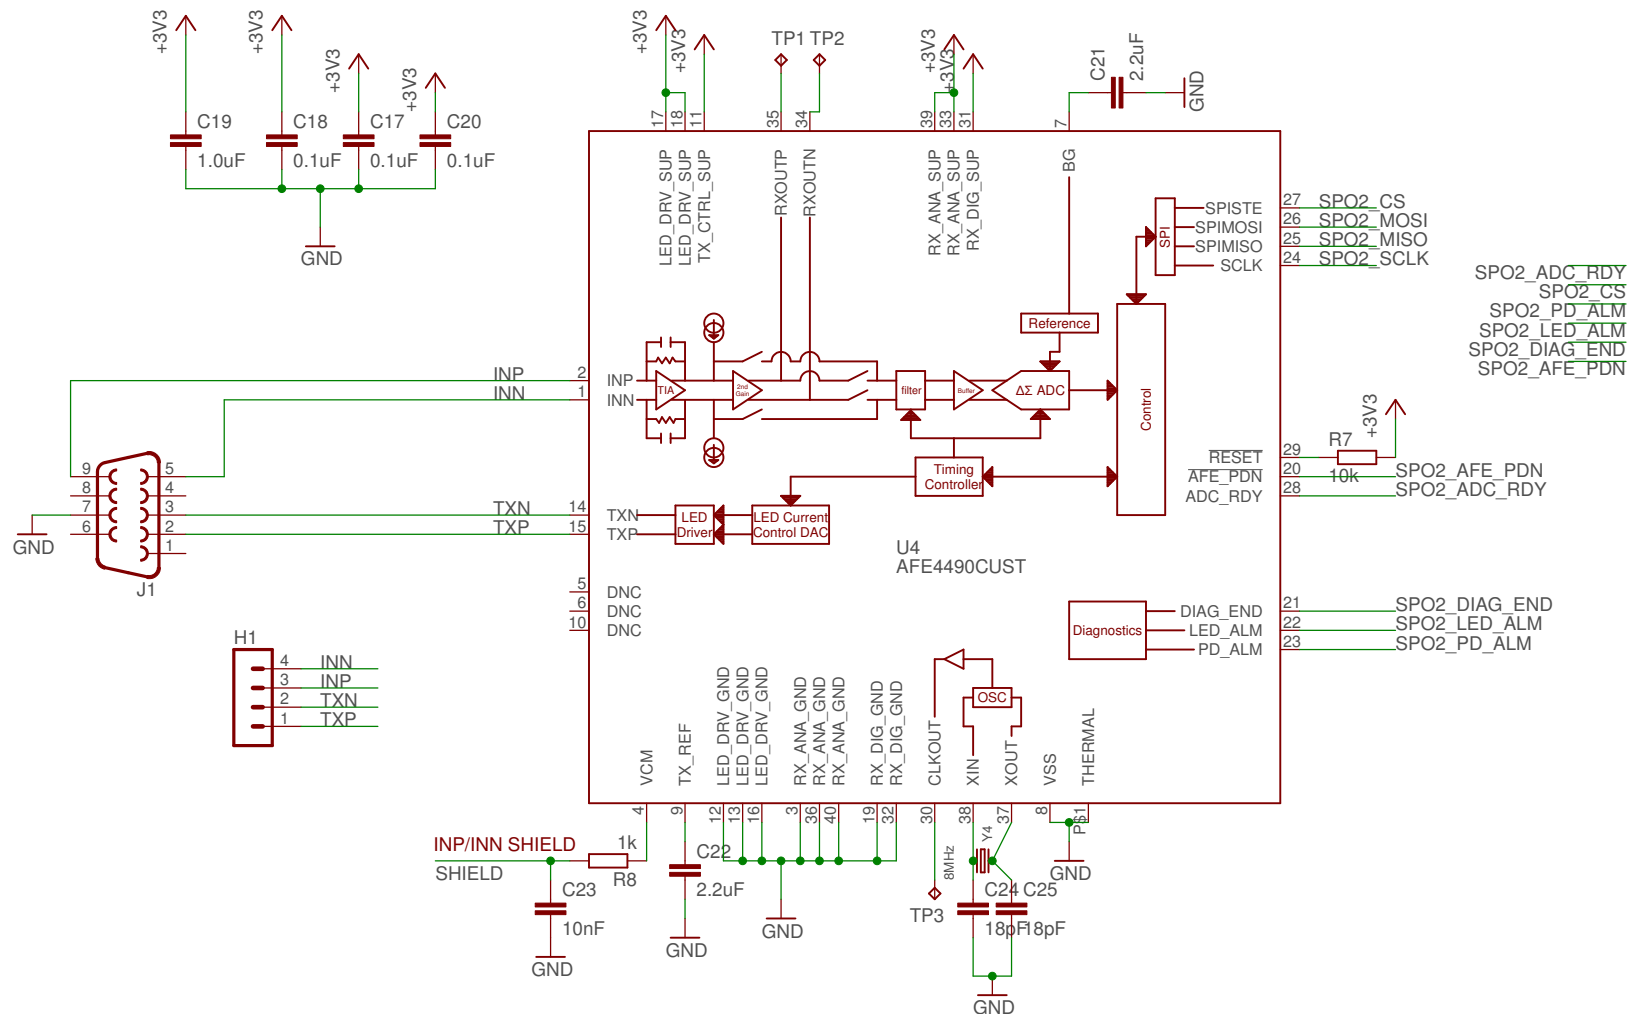 +3V3
+3V3
+3V3
+3V3
C19
1.0uF
C18
0.1uF
C17
0.1uF
C20
0.1uF
GND
+3V3
+3V3
TP1 TP2
+3V3
+3V3
C21
2.2uF
GND
17
18
11
35
34
39
33
31
7
LED_DRV_SUP
LED_DRV_SUP
TX_CTRL_SUP
RXOUTP
RXOUTN
RX_ANA_SUP
RX_ANA_SUP
RX_DIG_SUP
BG
SPI
SPISTE
SPIMOSI
SPIMISO
SCLK
27 SPO2_CS
26 SPO2_MOSI
25 SPO2_MISO
24 SPO2_SCLK
SPO2_ADC_RDY
SPO2_CS
SPO2_PD_ALM
SPO2_LED_ALM
SPO2_DIAG_END
SPO2_AFE_PDN
Reference
INP 2 INP
INN 1 INN
TIA
2nd
Gain
filter
Buffer
ΔΣ ADC
Control
+3V3
R7
10k
RESET 29
AFE_PDN 20 SPO2_AFE_PDN
ADC_RDY 28 SPO2_ADC_RDY
Timing
Controller
9
8
7
6
5
4
3
2
1
GND
J1
TXN 14 TXN
TXP 15 TXP
LED
Driver
LED Current
Control DAC
U4
AFE4490CUST
5 DNC
6 DNC
10 DNC
Diagnostics
DIAG_END 21 SPO2_DIAG_END
LED_ALM 22 SPO2_LED_ALM
PD_ALM 23 SPO2_PD_ALM
H1
4 INN
3 INP
2 TXN
1 TXP
OSC
VCM
TX_REF
LED_DRV_GND
LED_DRV_GND
LED_DRV_GND
RX_ANA_GND
RX_ANA_GND
RX_ANA_GND
RX_DIG_GND
RX_DIG_GND
CLKOUT
XIN
XOUT
VSS
THERMAL
4
9
12
13
16
3
36
40
19
32
30
38
37
8
P$1
INP/INN SHIELD
SHIELD
1k
R8
C23
10nF
GND
C22
2.2uF
GND
GND
TP3
8MHz
Y4
C24 C25
18pF 18pF
GND
GND